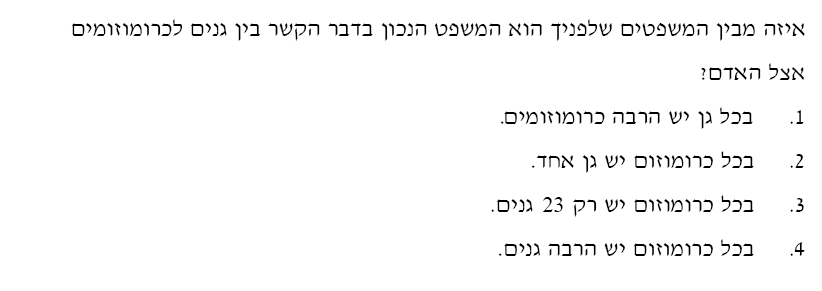 איזה מבין המשפטים שלפניך הוא המשפט הנכון בדבר הקשר בין גנים לכרומוזומים
אצל האדם?
1. בכל גן יש הרבה כרומוזומים.
2. בכל כרומוזום יש גן אחד.
3. בכל כרומוזום יש רק 23 גנים.
4. בכל כרומוזום יש הרבה גנים.